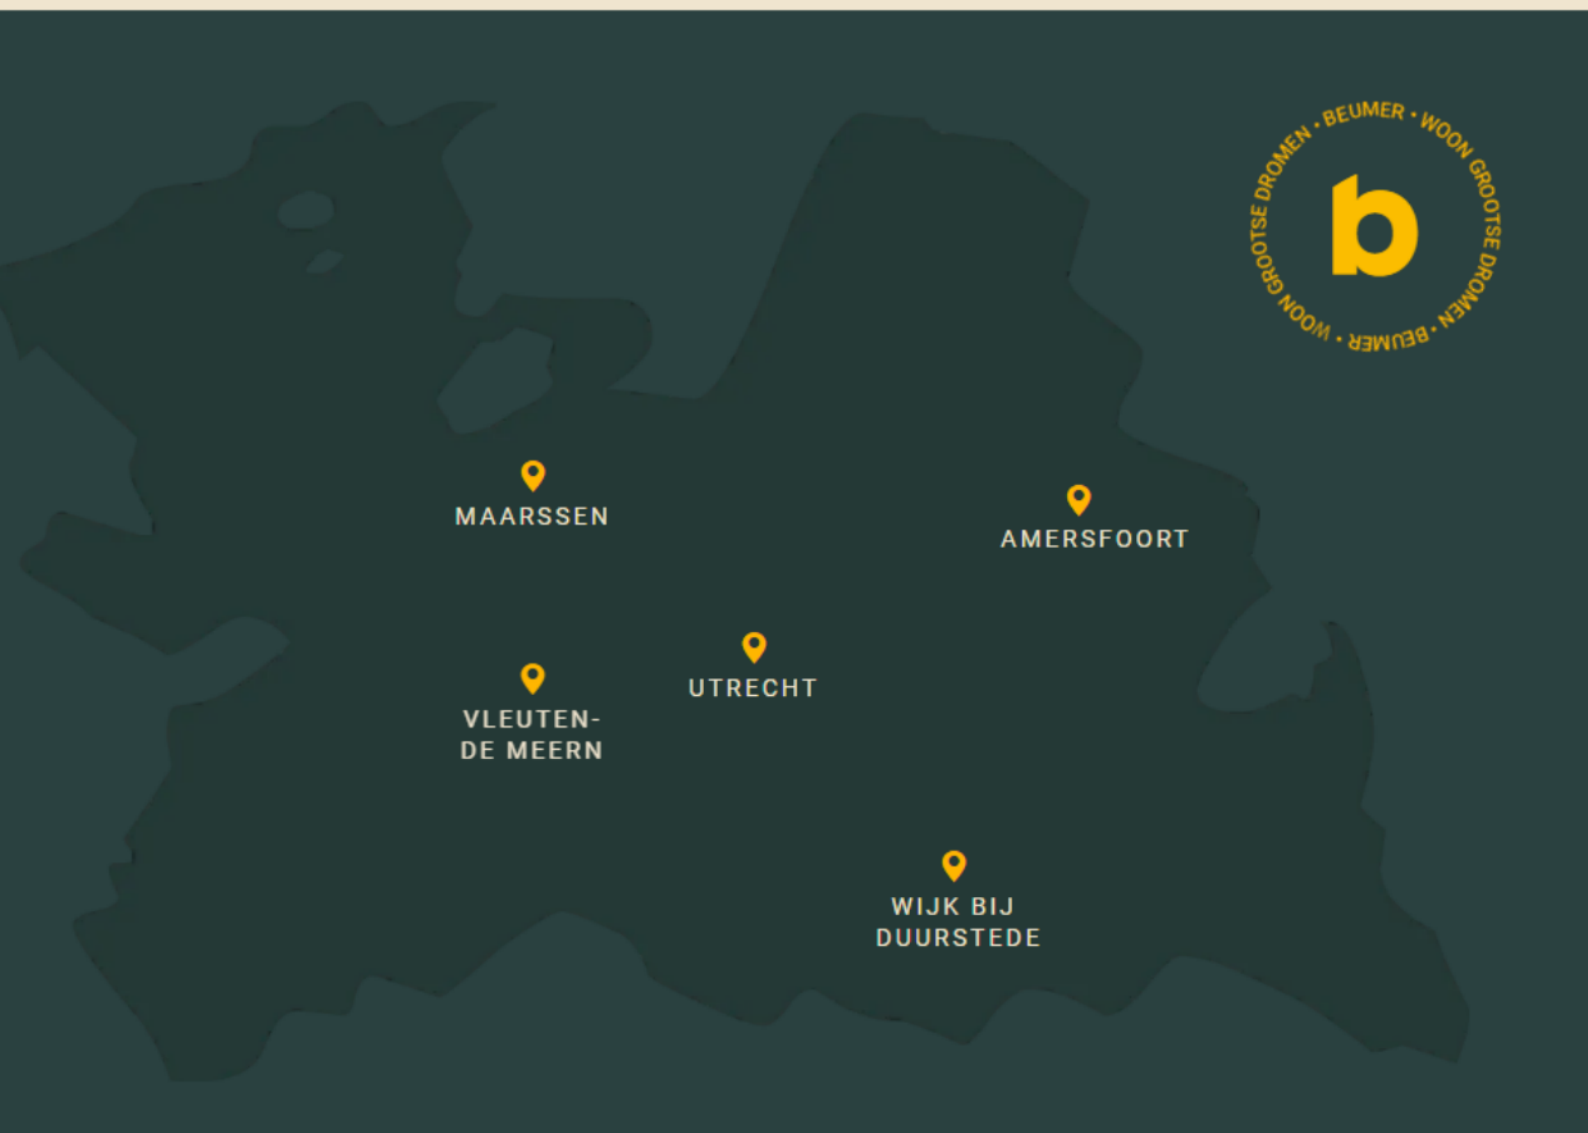 BEUMER • WOON GROOTSE DROMEN • BEUMER • WOON GROOTSE DROMEN •
b
MAARSSEN
AMERSFOORT
UTRECHT
VLEUTEN-
DE MEERN
WIJK BIJ
DUURSTEDE